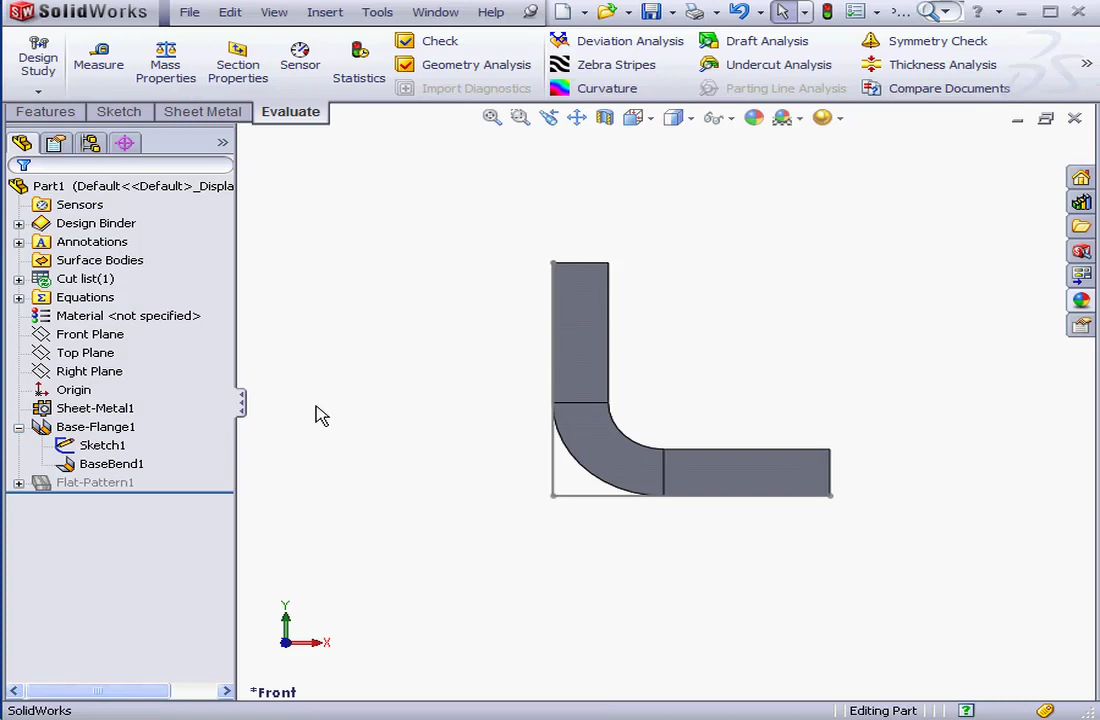 SolidWorks File Edit View Insert Tools Window Help ?
Design Study
Measure
Mass Properties
Section Properties
Sensor
Statistics
Check
Geometry Analysis
Import Diagnostics
Deviation Analysis
Zebra Stripes
Curvature
Draft Analysis
Undercut Analysis
Parting Line Analysis
Symmetry Check
Thickness Analysis
Compare Documents
Features Sketch Sheet Metal Evaluate
Part1 (Default<<Default>_Displa
Sensors
Design Binder
Annotations
Surface Bodies
Cut list(1)
Equations
Material <not specified>
Front Plane
Top Plane
Right Plane
Origin
Sheet-Metal1
Base-Flange1
Sketch1
BaseBend1
Flat-Pattern1
Y
X
*Front
SolidWorks Editing Part ?